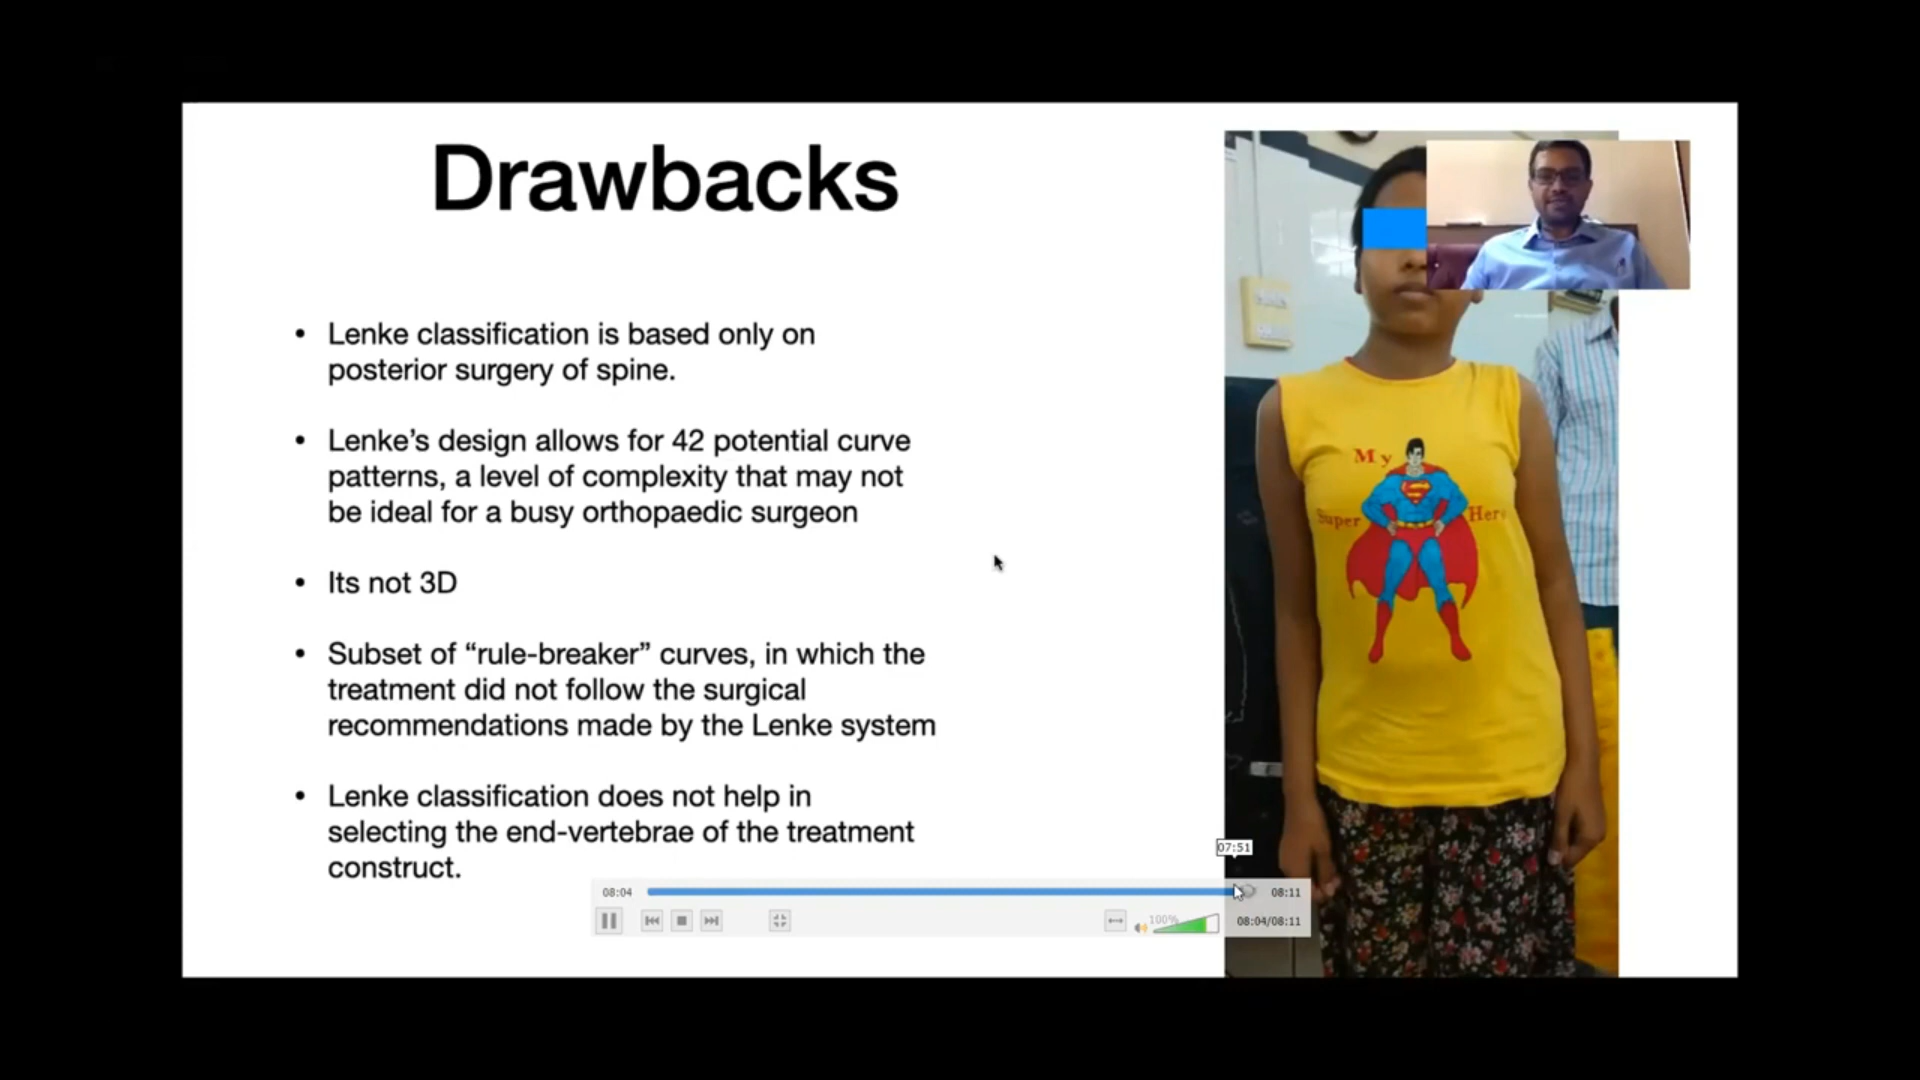 Drawbacks
• Lenke classification is based only on
posterior surgery of spine.
• Lenke’s design allows for 42 potential curve
patterns, a level of complexity that may not
be ideal for a busy orthopaedic surgeon
• Its not 3D
• Subset of “rule-breaker” curves, in which the
treatment did not follow the surgical
recommendations made by the Lenke system
• Lenke classification does not help in
selecting the end-vertebrae of the treatment
construct.
My
Super Hero
07:51
08:04
08:11
100%
08:04/08:11